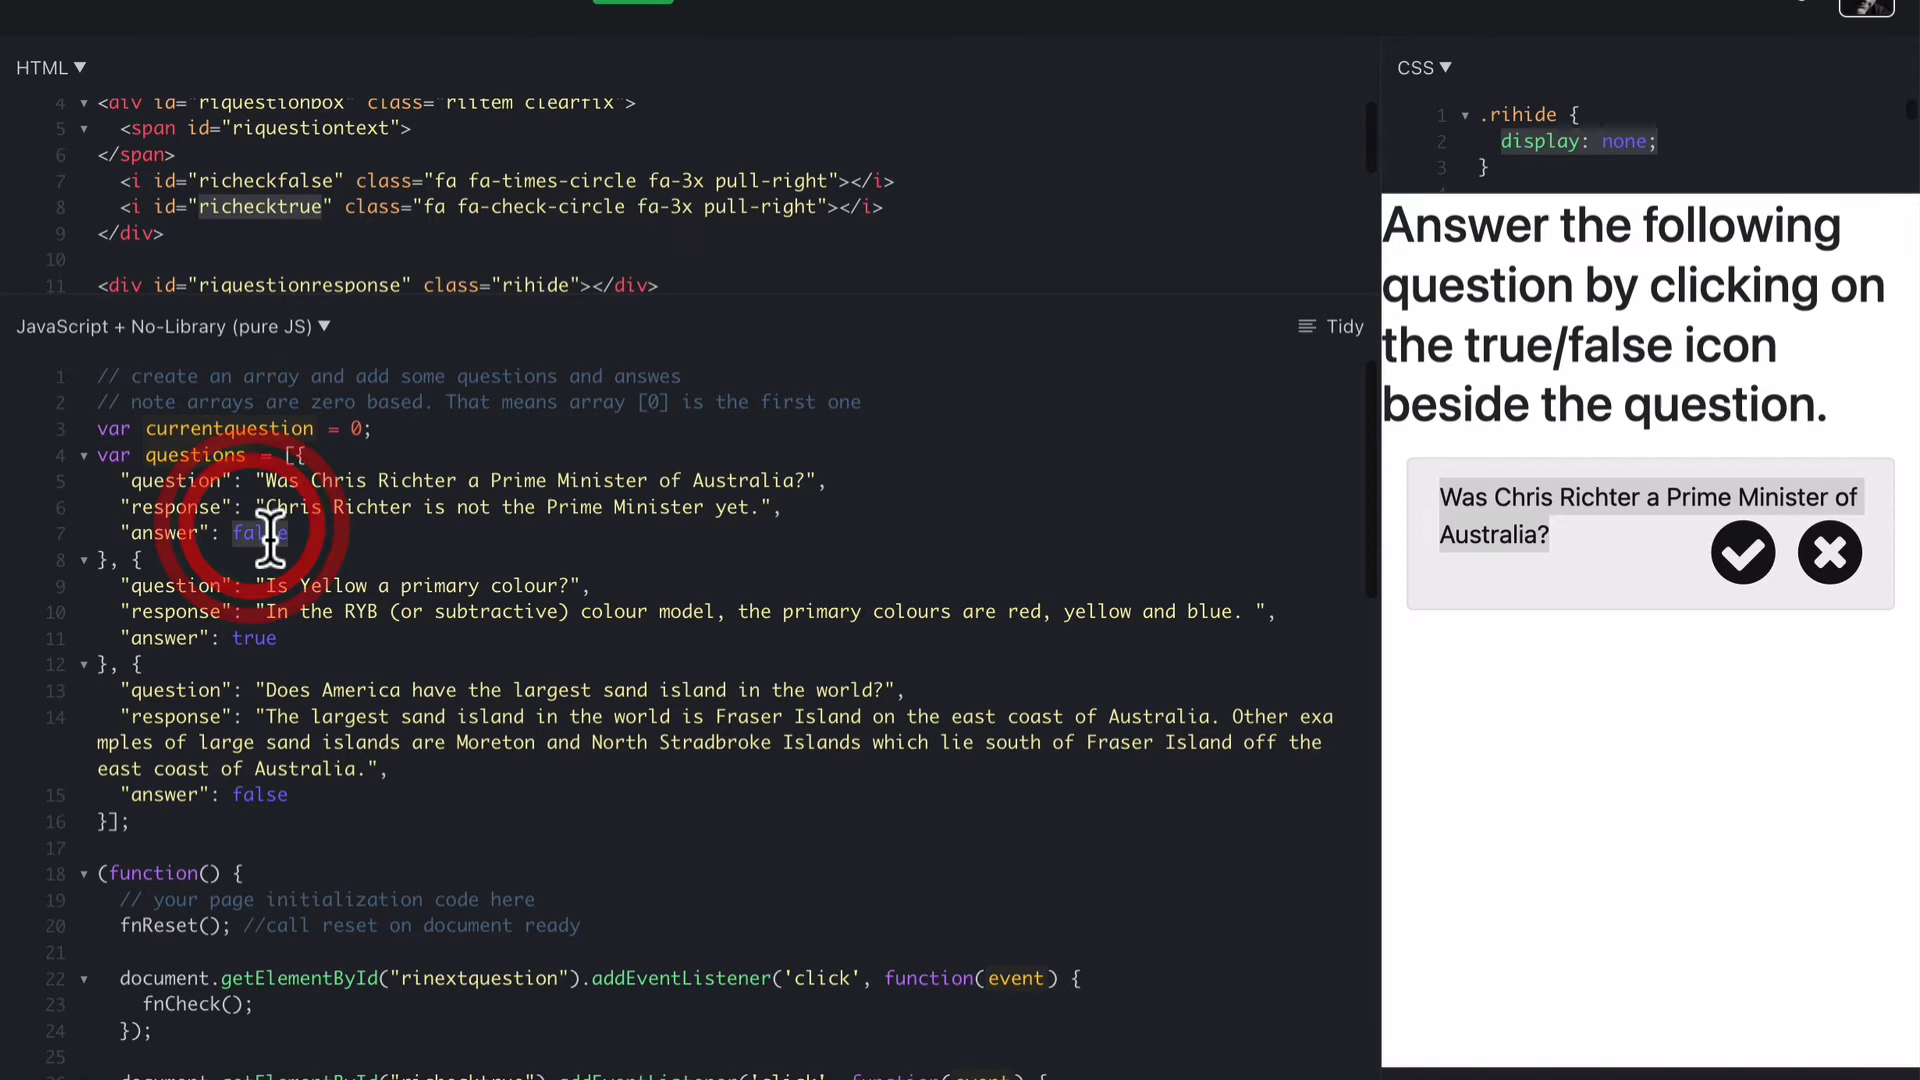 HTML ▼
CSS ▼
4 ▾ <div id="riquestionbox" class="riitem clearfix">
5 ▾ <span id="riquestiontext">
6 </span>
7 <i id="richeckfalse" class="fa fa-times-circle fa-3x pull-right"></i>
8 <i id="richecktrue" class="fa fa-check-circle fa-3x pull-right"></i>
9 </div>
10
11 <div id="riquestionresponse" class="rihide"></div>
1 ▾ .rihide {
2 display: none;
3 }
JavaScript + No-Library (pure JS) ▼
Tidy
1 // create an array and add some questions and answes
2 // note arrays are zero based. That means array [0] is the first one
3 var currentquestion = 0;
4 ▾ var questions = [{
5 "question": "Was Chris Richter a Prime Minister of Australia?",
6 "response": "Chris Richter is not the Prime Minister yet.",
7 "answer": false
8 ▾ }, {
9 "question": "Is Yellow a primary colour?",
10 "response": "In the RYB (or subtractive) colour model, the primary colours are red, yellow and blue. ",
11 "answer": true
12 ▾ }, {
13 "question": "Does America have the largest sand island in the world?",
14 "response": "The largest sand island in the world is Fraser Island on the east coast of Australia. Other exa
mples of large sand islands are Moreton and North Stradbroke Islands which lie south of Fraser Island off the
east coast of Australia.",
15 "answer": false
16 }];
17
18 ▾ (function() {
19 // your page initialization code here
20 fnReset(); //call reset on document ready
21
22 ▾ document.getElementById("rinextquestion").addEventListener('click', function(event) {
23 fnCheck();
24 });
25
document.getElementById("richecktrue").addEventListener('click', function(event) {
Answer the following
question by clicking on
the true/false icon
beside the question.
Was Chris Richter a Prime Minister of
Australia?